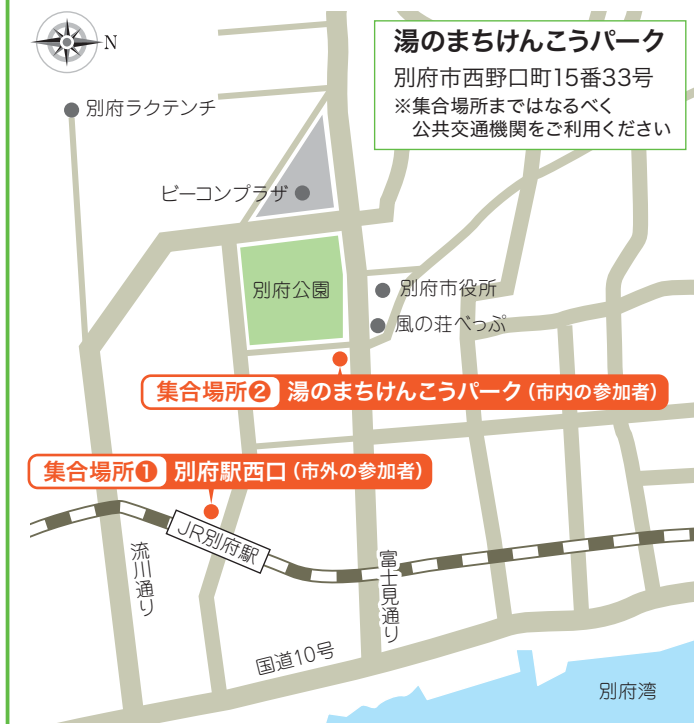 N
湯のまちけんこうパーク
別府市西野口町15番33号
※集合場所まではなるべく
公共交通機関をご利用ください
別府ラクテンチ
ビーコンプラザ
別府公園
別府市役所
風の荘べっぷ
集合場所❷ 湯のまちけんこうパーク（市内の参加者）
集合場所❶ 別府駅西口（市外の参加者）
JR別府駅
流川通り
富士見通り
国道10号
別府湾